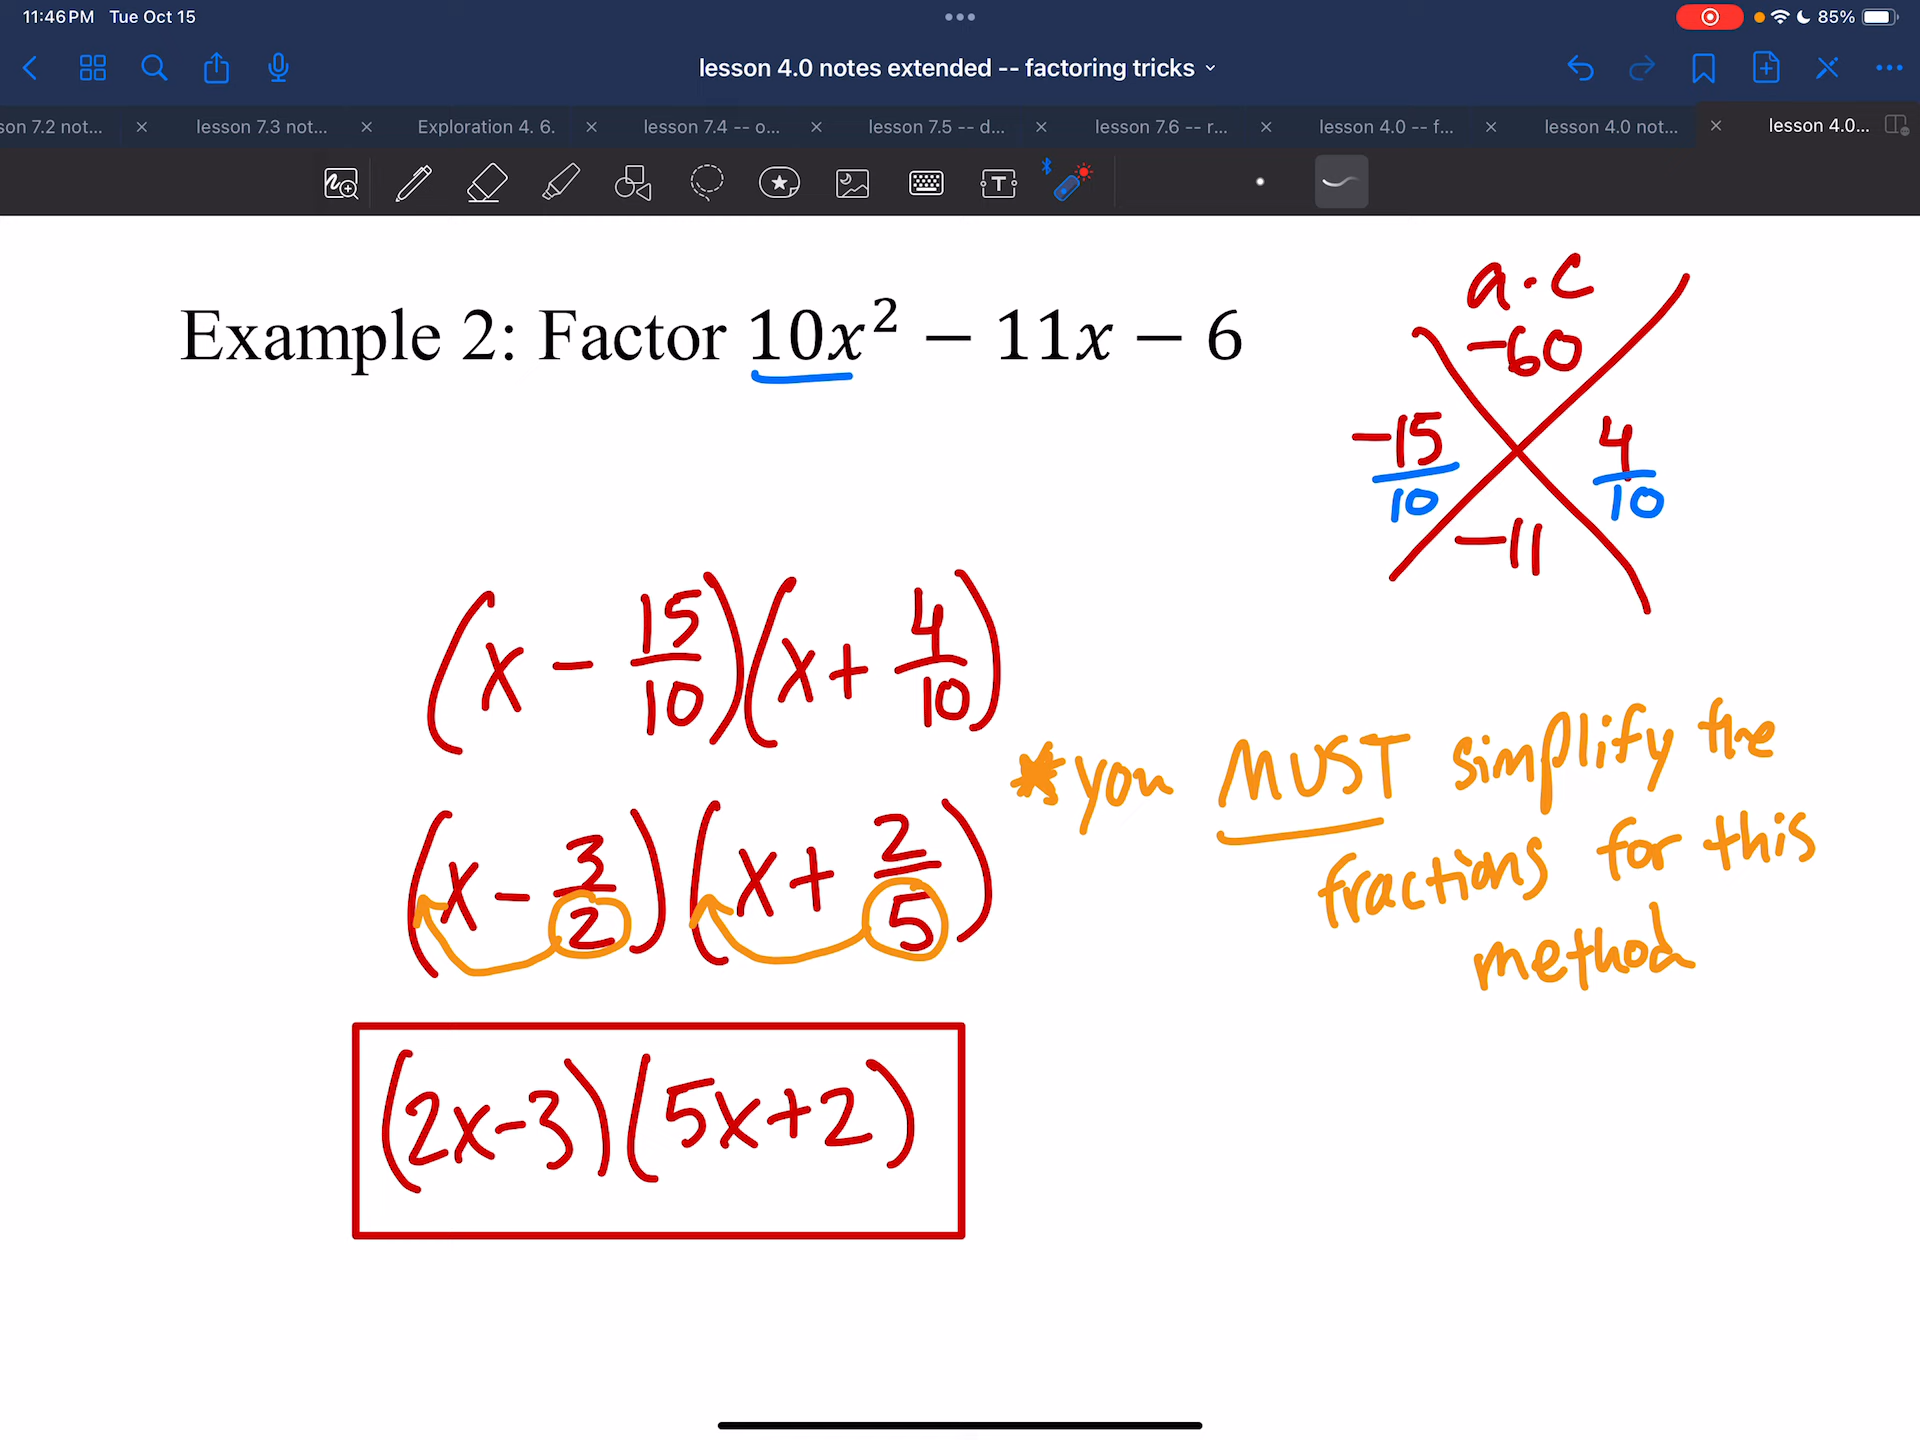 11:46 PM Tue Oct 15
85%
lesson 4.0 notes extended -- factoring tricks
son 7.2 not... × lesson 7.3 not... × Exploration 4. 6. × lesson 7.4 -- o... × lesson 7.5 -- d... × lesson 7.6 -- r... × lesson 4.0 -- f... × lesson 4.0 not... × lesson 4.0...
T
a·c
Example 2: Factor 10x² − 11x − 6
-60
-15/10 4/10
-11
(x - 15/10)(x + 4/10)
*you MUST simplify the
fractions for this
method
(x - 3/2)(x + 2/5)
(2x-3)(5x+2)